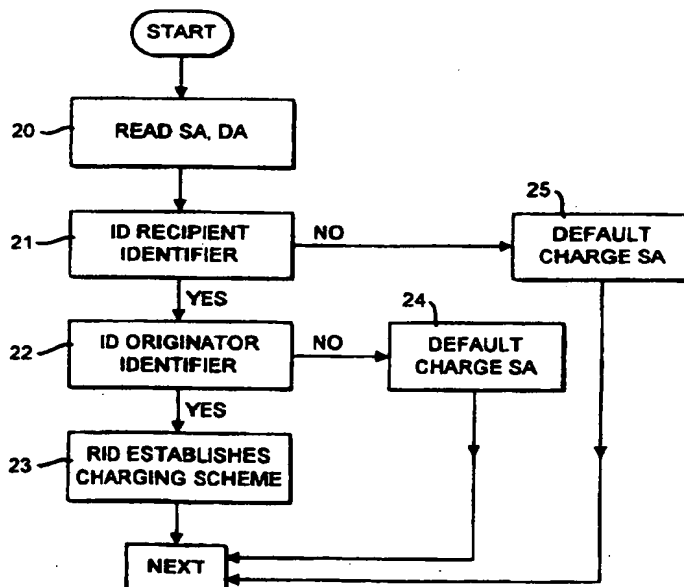 START
20
READ SA, DA
25
21
ID RECIPIENT
IDENTIFIER
NO
DEFAULT
CHARGE SA
YES
24
22
ID ORIGINATOR
IDENTIFIER
NO
DEFAULT
CHARGE SA
YES
23
RID ESTABLISHES
CHARGING SCHEME
NEXT